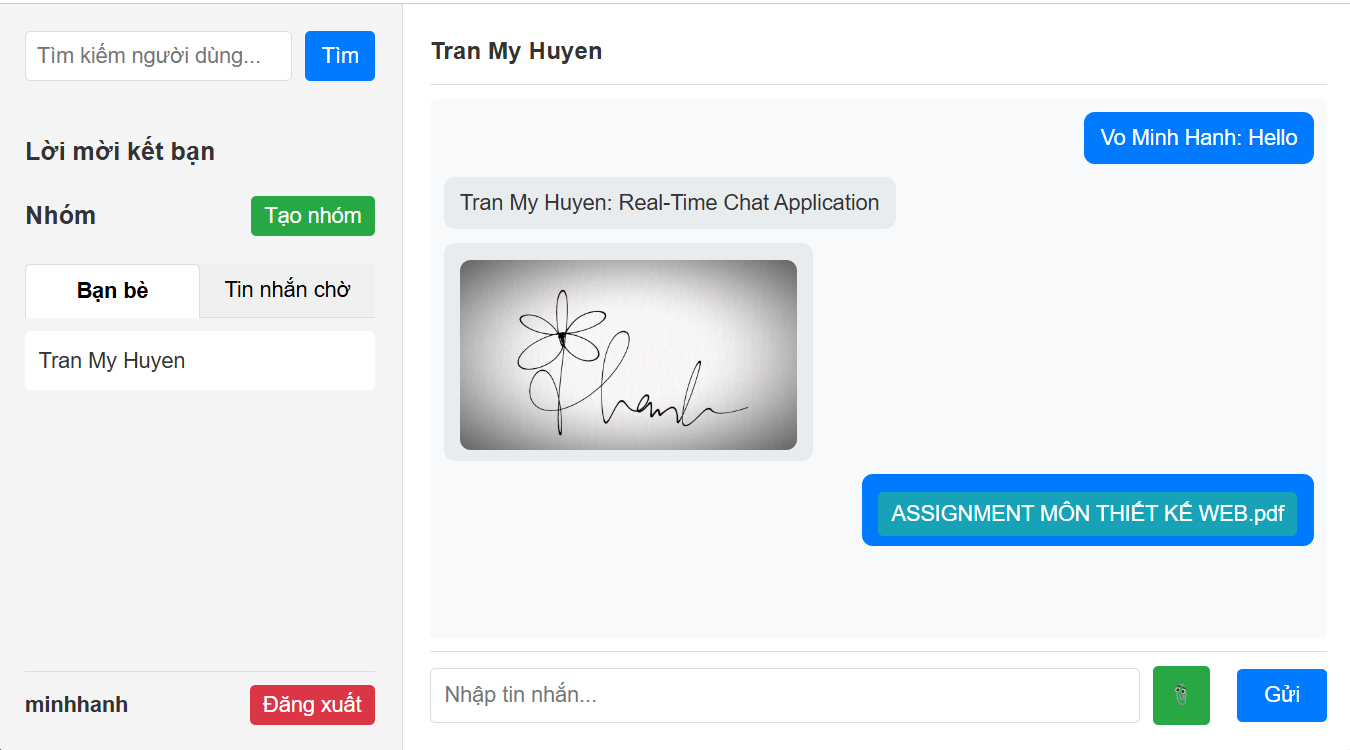 Tìm kiếm người dùng...
Tìm
Lời mời kết bạn
Nhóm
Tạo nhóm
Bạn bè
Tin nhắn chờ
Tran My Huyen
minhhanh
Đăng xuất
Tran My Huyen
Vo Minh Hanh: Hello
Tran My Huyen: Real-Time Chat Application
Phanh
ASSIGNMENT MÔN THIẾT KẾ WEB.pdf
Nhập tin nhắn...
Gửi